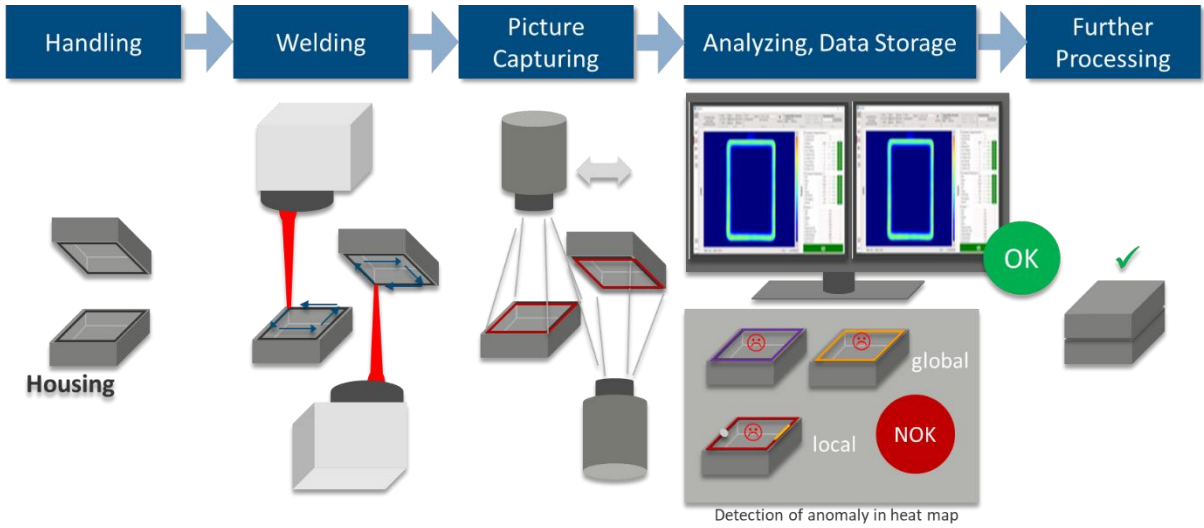 Handling
Welding
Picture
Capturing
Analyzing, Data Storage
Further
Processing
Housing
OK
global
local
NOK
Detection of anomaly in heat map